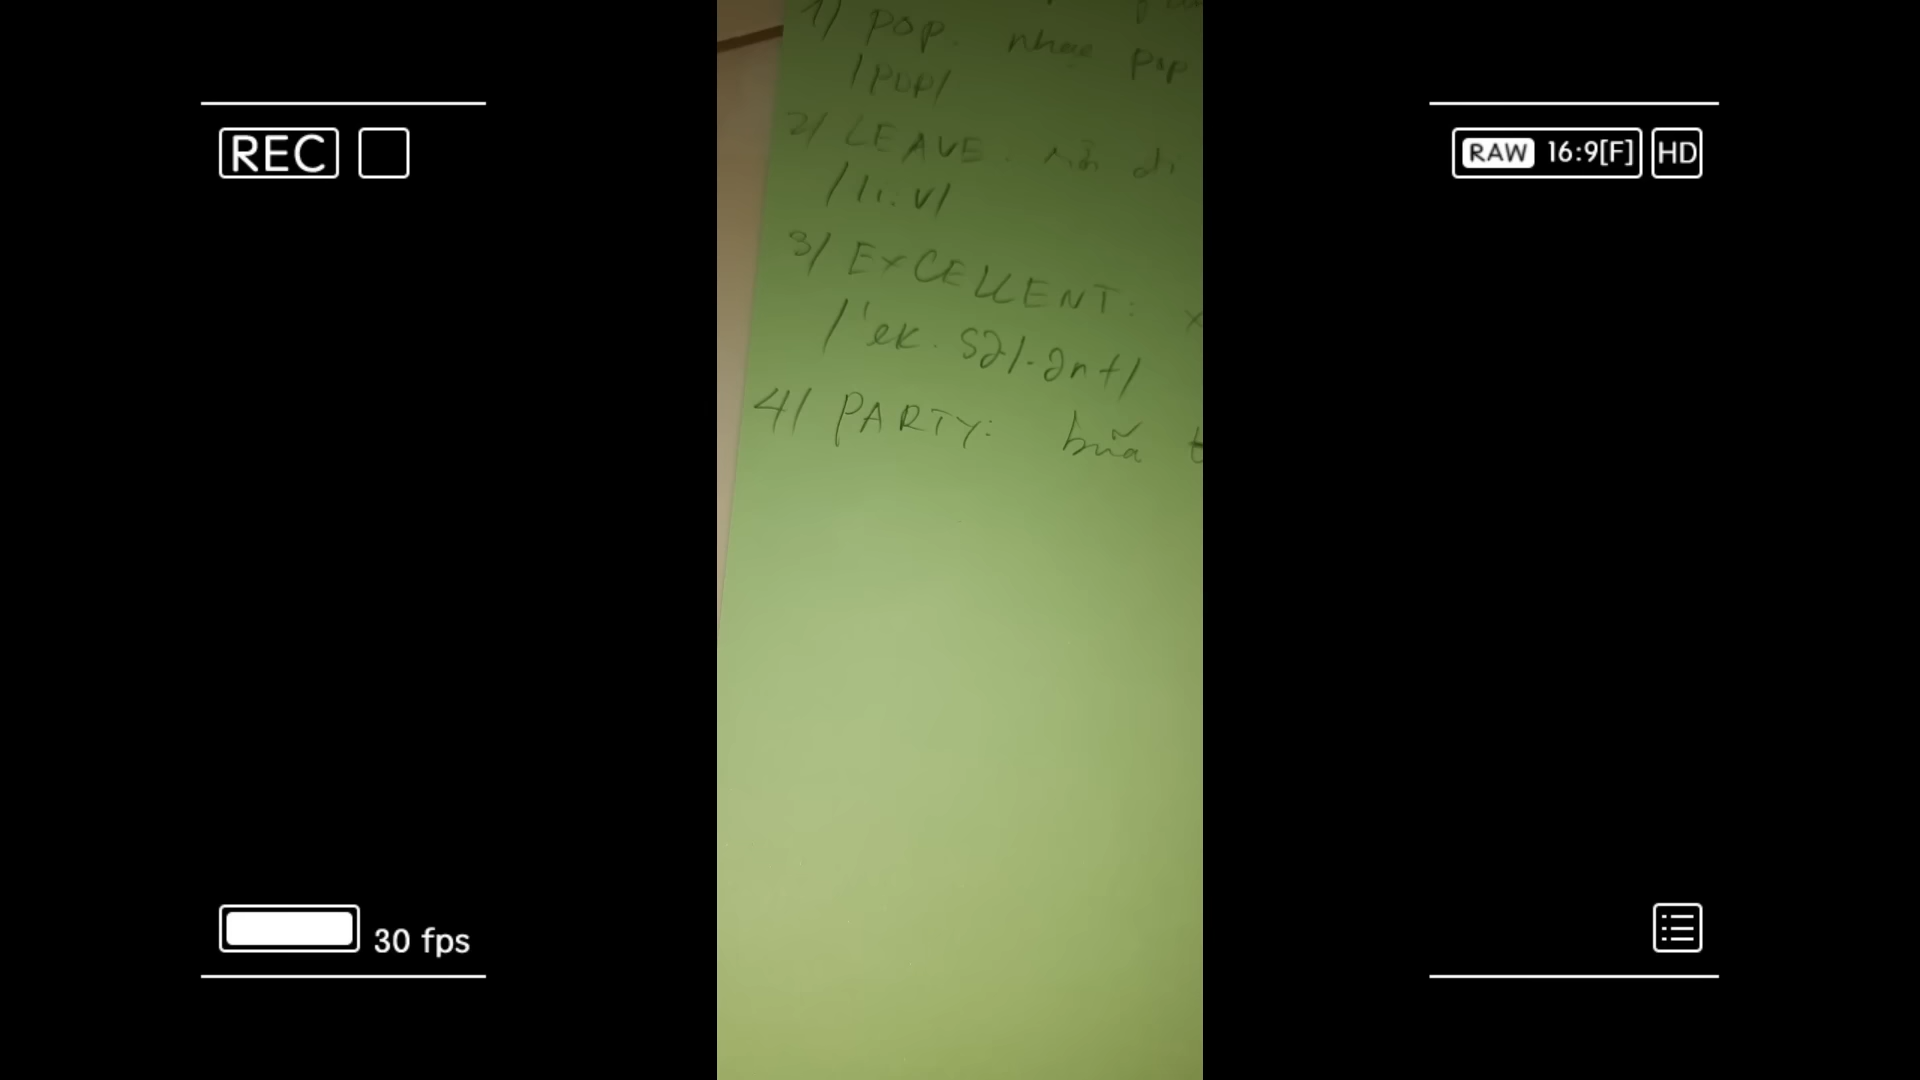 1) POP. nhạc pop
/pop/
2/ LEAVE. rời đi
/li:v/
3/ EXCELLENT: x
/'ek. səl.ənt/
4/ PARTY: bữa t
REC
RAW 16:9[F] HD
30 fps